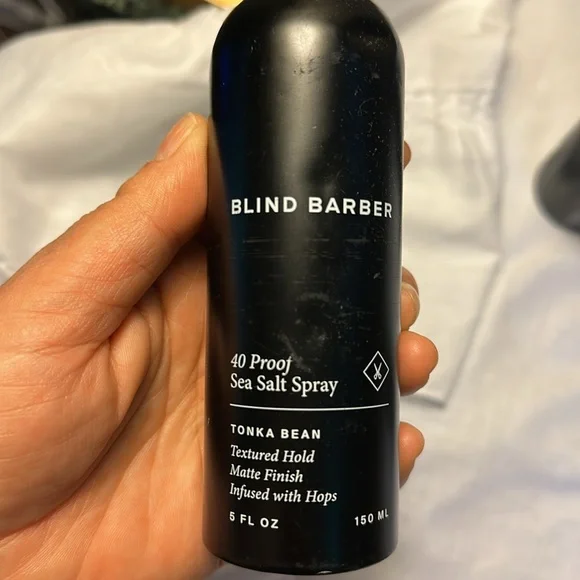 BLIND BARBER
40 Proof
Sea Salt Spray
TONKA BEAN
Textured Hold
Matte Finish
Infused with Hops
5 FL OZ 150 ML